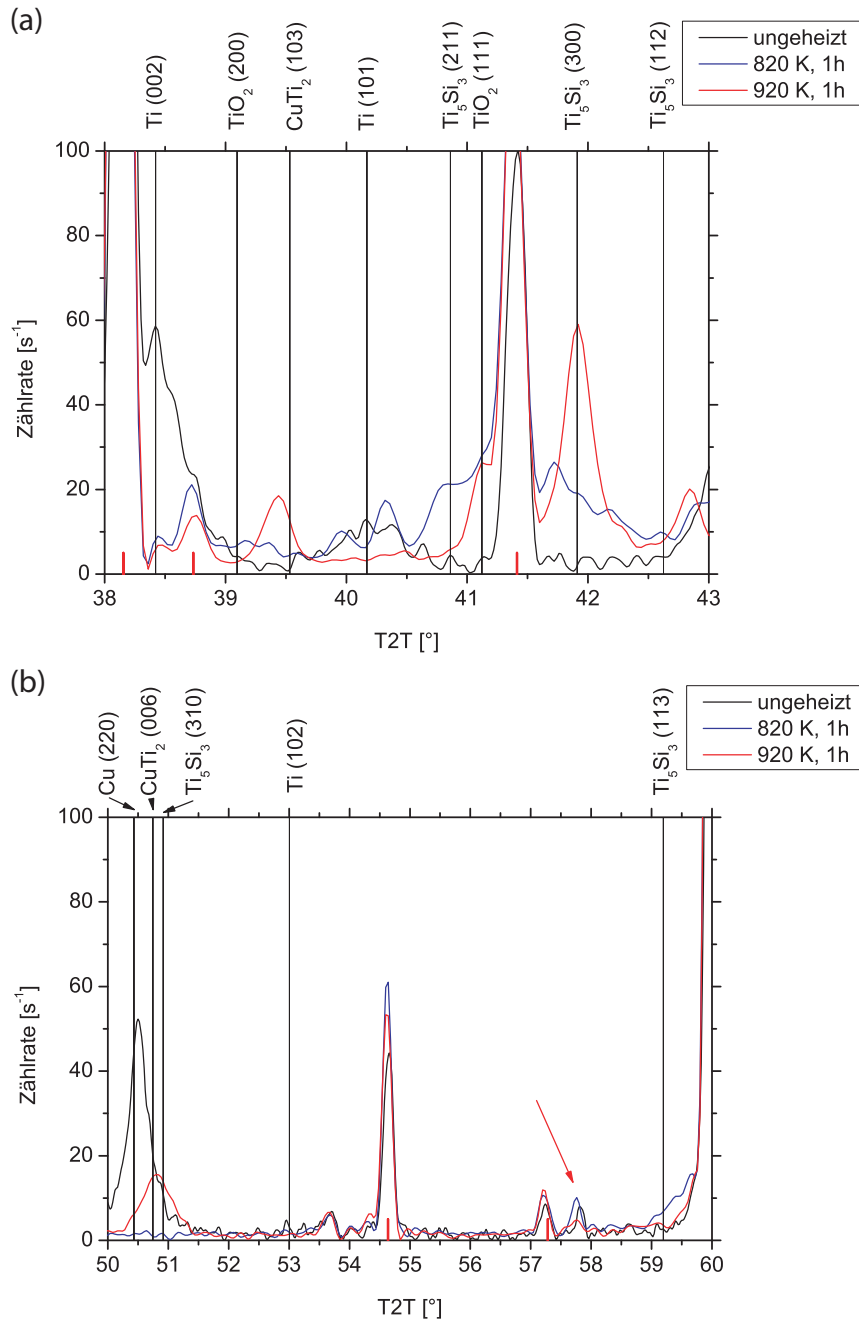 (a)
Ti (002)
TiO₂ (200)
CuTi₂ (103)
Ti (101)
Ti₅Si₃ (211)
TiO₂ (111)
Ti₅Si₃ (300)
Ti₅Si₃ (112)
ungeheizt
820 K, 1h
920 K, 1h
100
80
60
40
20
0
Zählrate [s⁻¹]
38 39 40 41 42 43
T2T [°]
(b)
Cu (220)
CuTi₂ (006)
Ti₅Si₃ (310)
Ti (102)
Ti₅Si₃ (113)
ungeheizt
820 K, 1h
920 K, 1h
100
80
60
40
20
0
Zählrate [s⁻¹]
50 51 52 53 54 55 56 57 58 59 60
T2T [°]